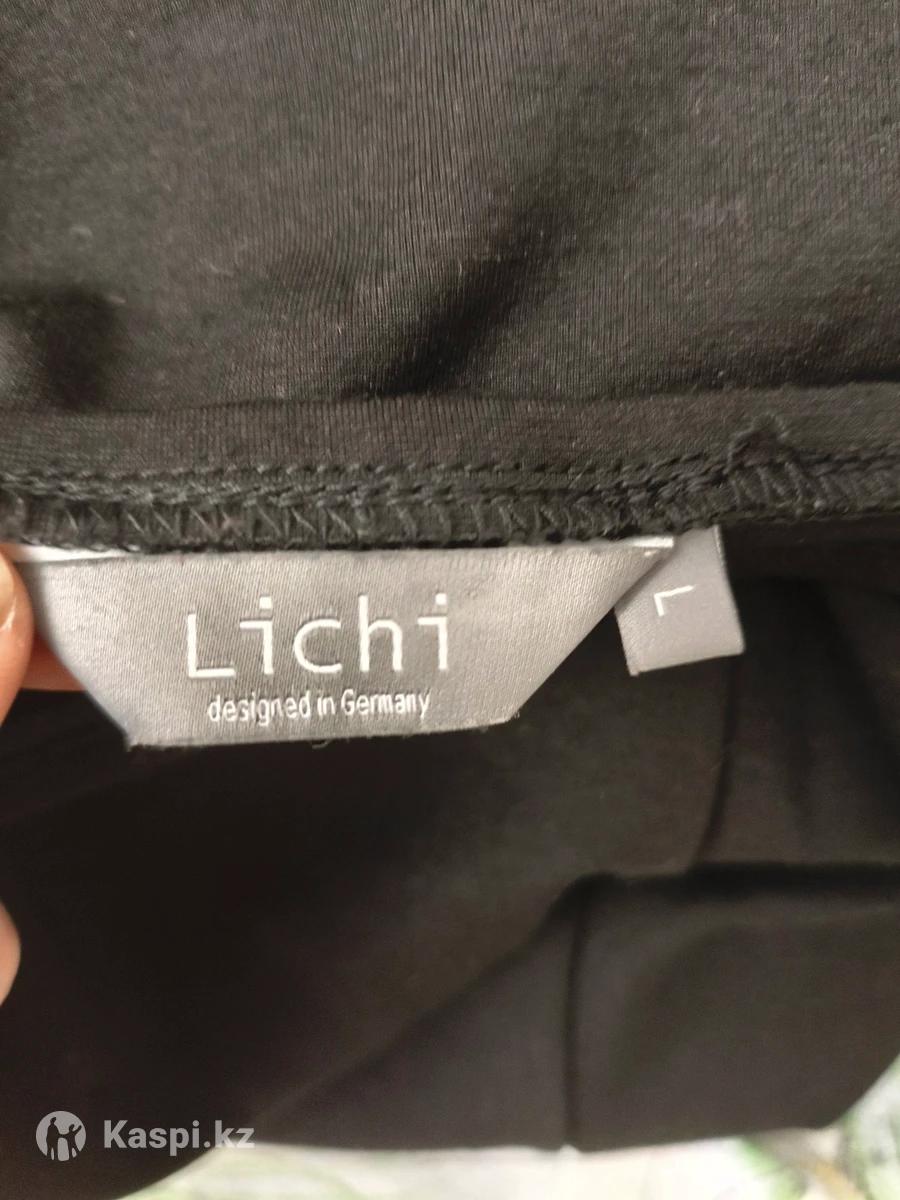 Lichi
designed in Germany
L
Kaspi.kz